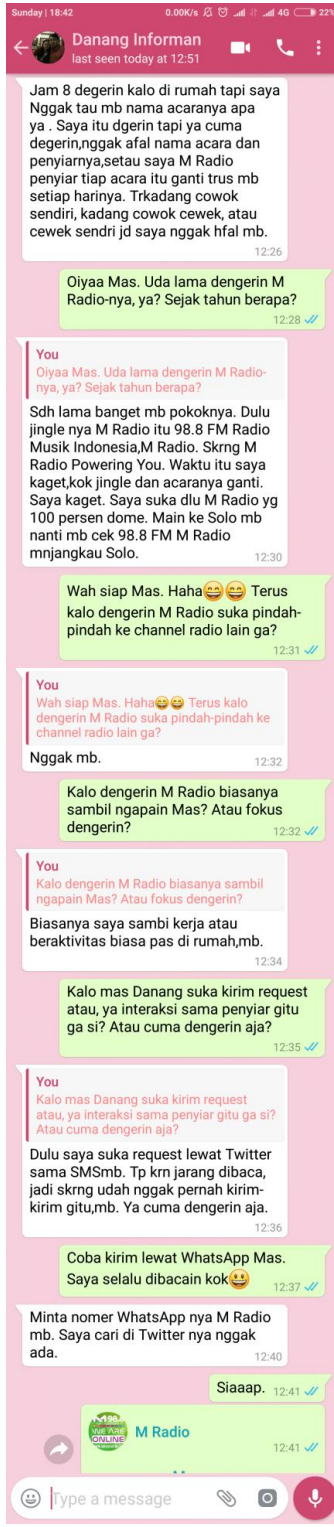 Sunday | 18:43 0.00K/s 4G 22%
Danang Informan
last seen today at 12:51
Jam 8 degerin kalo di rumah tapi saya
Nggak tau mb nama acaranya apa
ya . Saya itu dgerin tapi ya cuma
degerin,nggak afal nama acara dan
penyiarnya,setau saya M Radio
penyiar tiap acara itu ganti trus mb
setiap harinya. Trkadang cowok
sendiri, kadang cowok cewek, atau
cewek sendri jd saya nggak hfal mb.
12:26
Oiyaa Mas. Uda lama dengerin M
Radio-nya, ya? Sejak tahun berapa?
12:28
You
Oiyaa Mas. Uda lama dengerin M Radio-
nya, ya? Sejak tahun berapa?
Sdh lama banget mb pokoknya. Dulu
jingle nya M Radio itu 98.8 FM Radio
Musik Indonesia,M Radio. Skrng M
Radio Powering You. Waktu itu saya
kaget,kok jingle dan acaranya ganti.
Saya kaget. Saya suka dlu M Radio yg
100 persen dome. Main ke Solo mb
nanti mb cek 98.8 FM M Radio
mnjangkau Solo.
12:30
Wah siap Mas. Haha😄😄 Terus
kalo dengerin M Radio suka pindah-
pindah ke channel radio lain ga?
12:31
You
Wah siap Mas. Haha😄😄 Terus kalo
dengerin M Radio suka pindah-pindah ke
channel radio lain ga?
Nggak mb.
12:32
Kalo dengerin M Radio biasanya
sambil ngapain Mas? Atau fokus
dengerin?
12:32
You
Kalo dengerin M Radio biasanya sambil
ngapain Mas? Atau fokus dengerin?
Biasanya saya sambi kerja atau
beraktivitas biasa pas di rumah,mb.
12:34
Kalo mas Danang suka kirim request
atau, ya interaksi sama penyiar gitu
ga si? Atau cuma dengerin aja?
12:35
You
Kalo mas Danang suka kirim request
atau, ya interaksi sama penyiar gitu ga si?
Atau cuma dengerin aja?
Dulu saya suka request lewat Twitter
sama SMSmb. Tp krn jarang dibaca,
jadi skrng udah nggak pernah kirim-
kirim gitu,mb. Ya cuma dengerin aja.
12:36
Coba kirim lewat WhatsApp Mas.
Saya selalu dibacain kok😃
12:37
Minta nomer WhatsApp nya M Radio
mb. Saya cari di Twitter nya nggak
ada.
12:40
Siaaap. 12:41
WE ARE
ONLINE
M Radio
12:41
Type a message